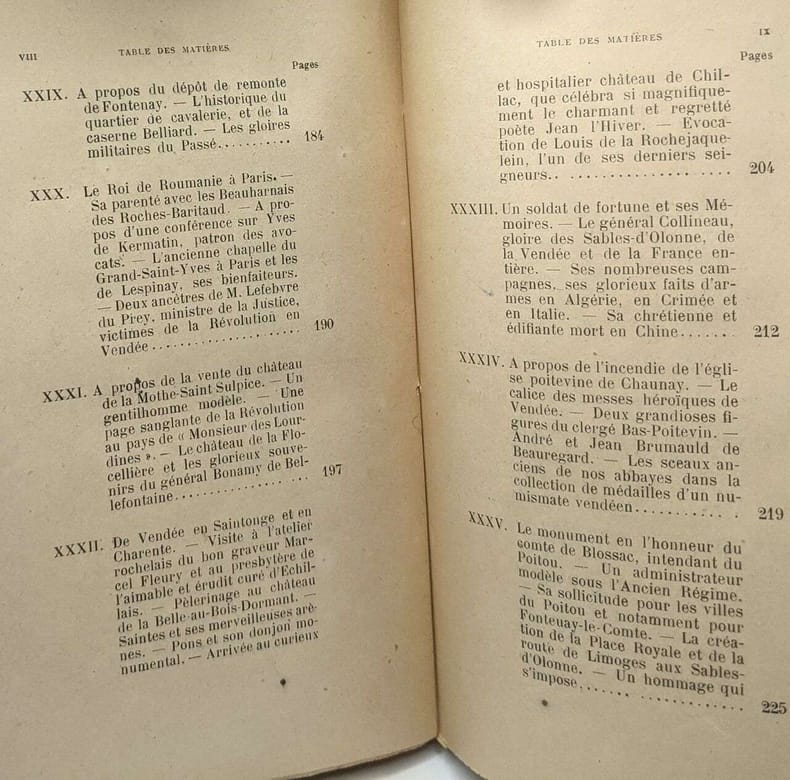 VIII
TABLE DES MATIÈRES
Pages
XXIX. A propos du dépôt de remonte
de Fontenay. — L'historique du
quartier de cavalerie, et de la
caserne Belliard. — Les gloires
militaires du Passé........... 184
XXX. Le Roi de Roumanie à Paris. —
Sa parenté avec les Beauharnais
des Roches-Baritaud. — A pro-
pos d'une conférence sur Yves
de Kermatin, patron des avo-
cats. — L'ancienne chapelle du
Grand-Saint-Yves à Paris et les
de Lespinay, ses bienfaiteurs.
— Deux ancêtres de M. Lefebvre
du Prey, ministre de la Justice,
victimes de la Révolution en
Vendée .................... 190
XXXI. A propos de la vente du château
de la Mothe-Saint Sulpice. — Un
gentilhomme modèle. — Une
page sanglante de la Révolution
au pays de « Monsieur des Lour-
dines ». — Le château de la Flo-
cellière et les glorieux souve-
nirs du général Bonamy de Bel-
lefontaine.................. 197
XXXII. De Vendée en Saintonge et en
Charente. — Visite à l'atelier
rochelais du bon graveur Mar-
cel Fleury et au presbytère de
l'aimable et érudit curé d'Echil-
lais. — Pèlerinage au château
de la Belle-au-Bois-Dormant. —
Saintes et ses merveilleuses arè-
nes. — Pons et son donjon mo-
numental. — Arrivée au curieux
TABLE DES MATIÈRES
IX
Pages
et hospitalier château de Chil-
lac, que célébra si magnifique-
ment le charmant et regretté
poète Jean l'Hiver. — Evoca-
tion de Louis de la Rochejaque-
lein, l'un de ses derniers sei-
gneurs.. .................. 204
XXXIII. Un soldat de fortune et ses Mé-
moires. — Le général Collineau,
gloire des Sables-d'Olonne, de
la Vendée et de la France en-
tière. — Ses nombreuses cam-
pagnes, ses glorieux faits d'ar-
mes en Algérie, en Crimée et
en Italie. — Sa chrétienne et
édifiante mort en Chine....... 212
XXXIV. A propos de l'incendie de l'égli-
se poitevine de Chaunay. — Le
calice des messes héroïques de
Vendée. — Deux grandioses fi-
gures du clergé Bas-Poitevin. —
André et Jean Brumauld de
Beauregard. — Les sceaux an-
ciens de nos abbayes dans la
collection de médailles d'un nu-
mismate vendéen............ 219
XXXV. Le monument en l'honneur du
comte de Blossac, intendant du
Poitou. — Un administrateur
modèle sous l'Ancien Régime.
— Sa sollicitude pour les villes
du Poitou et notamment pour
Fontenay-le-Comte. — La créa-
tion de la Place Royale et de la
route de Limoges aux Sables-
d'Olonne. — Un hommage qui
s'impose.................. 225